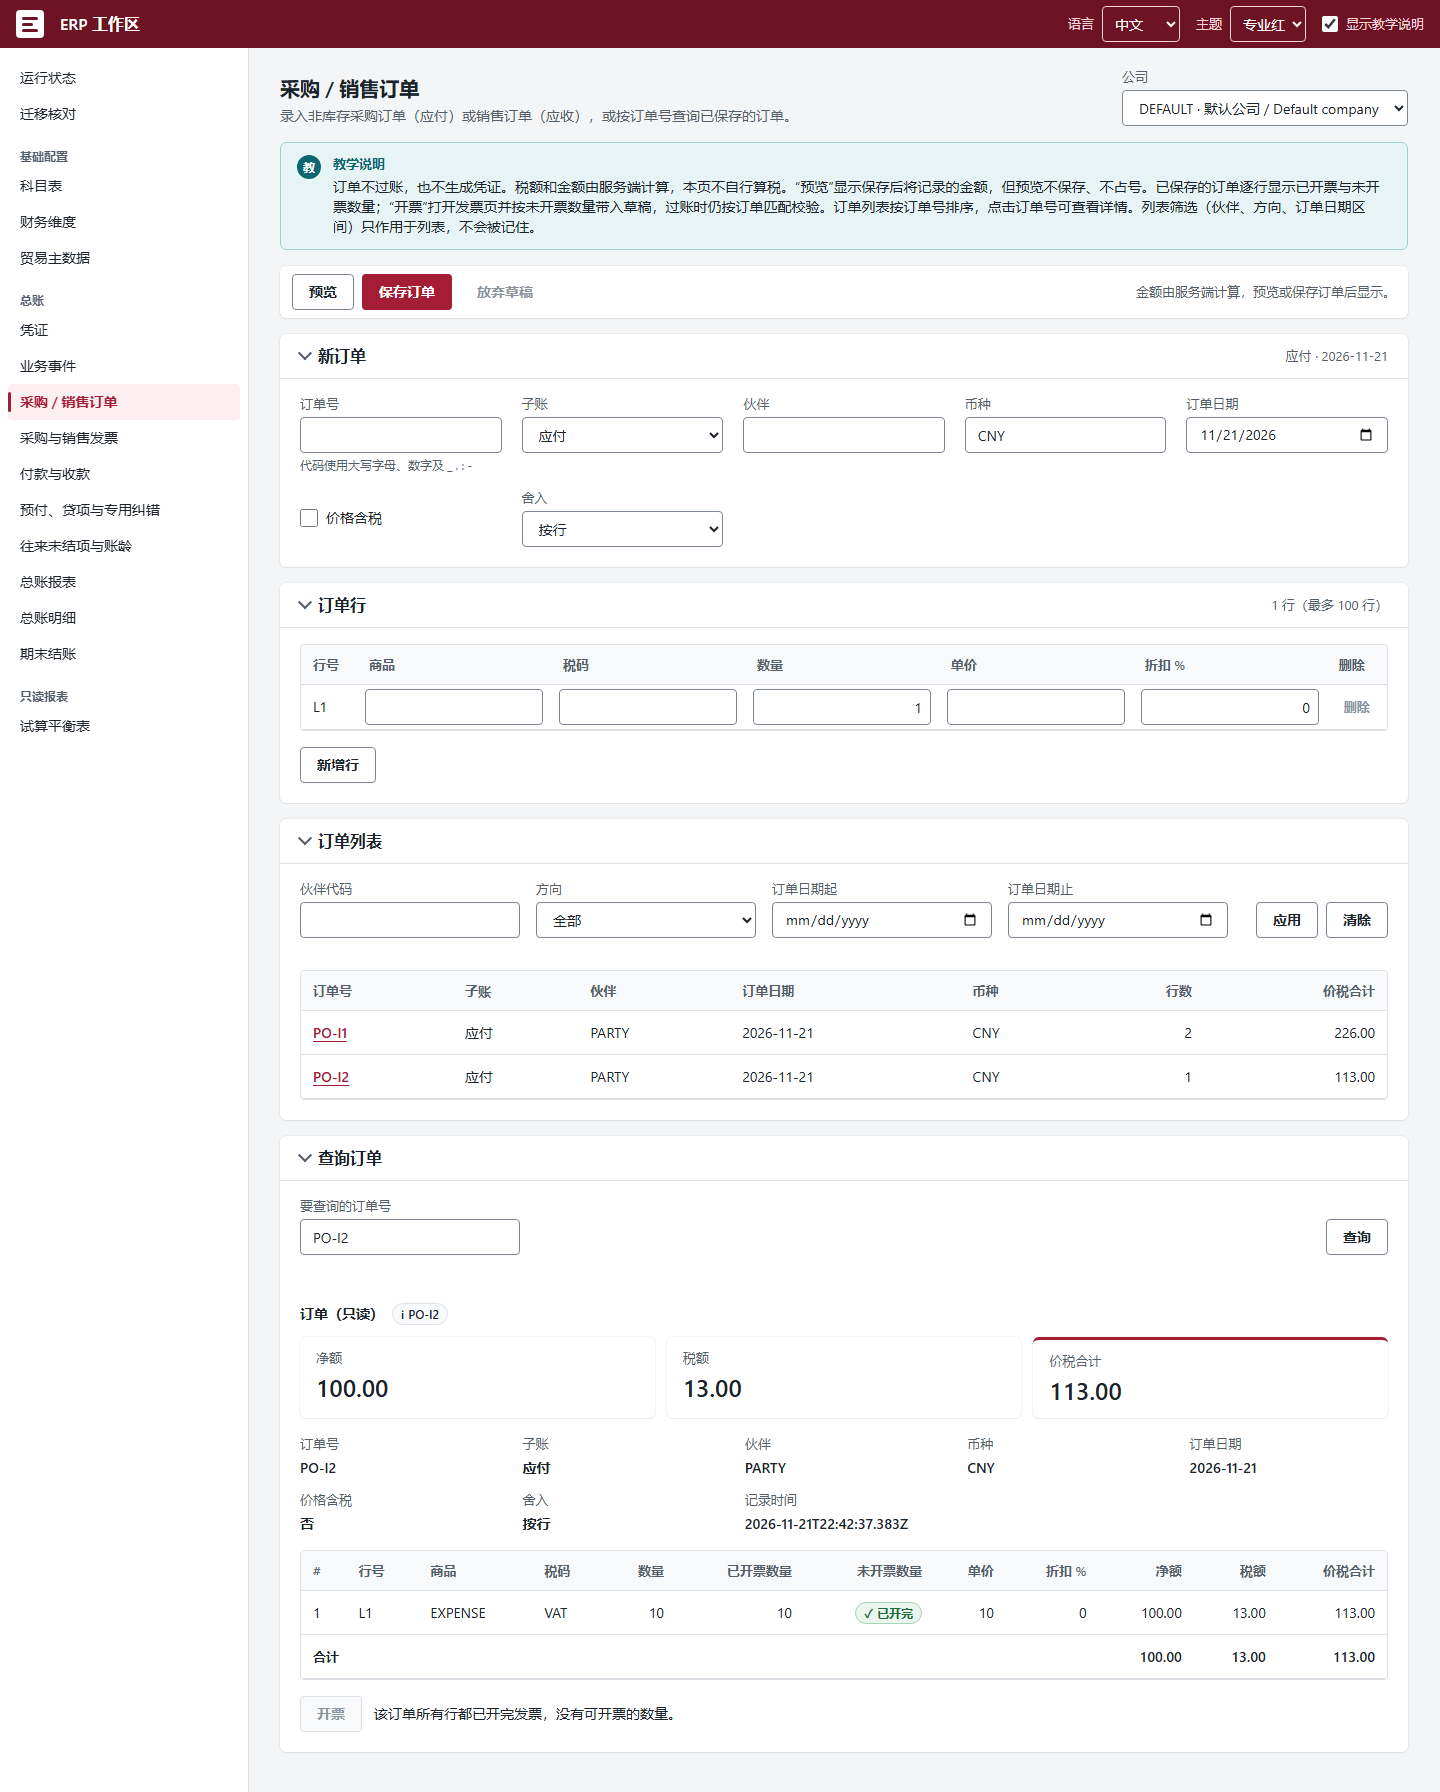 ERP 工作区
语言 中文 主题 专业红 显示教学说明
运行状态
迁移核对
基础配置
科目表
财务维度
贸易主数据
总账
凭证
业务事件
采购 / 销售订单
采购与销售发票
付款与收款
预付、贷项与专用纠错
往来未结项与账龄
总账报表
总账明细
期末结账
只读报表
试算平衡表
采购 / 销售订单
录入非库存采购订单（应付）或销售订单（应收），或按订单号查询已保存的订单。
公司
DEFAULT · 默认公司 / Default company
教 教学说明
订单不过账，也不生成凭证。税额和金额由服务端计算，本页不自行算税。“预览”显示保存后将记录的金额，但预览不保存、不占号。已保存的订单逐行显示已开票与未开
票数量；“开票”打开发票页并按未开票数量带入草稿，过账时仍按订单匹配校验。订单列表按订单号排序，点击订单号可查看详情。列表筛选（伙伴、方向、订单日期区
间）只作用于列表，不会被记住。
预览 保存订单 放弃草稿 金额由服务端计算，预览或保存订单后显示。
新订单 应付 · 2026-11-21
订单号 子账 伙伴 币种 订单日期
应付 CNY 11/21/2026
代码使用大写字母、数字及 _ . : -
舍入
价格含税 按行
订单行 1 行（最多 100 行）
行号 商品 税码 数量 单价 折扣 % 删除
L1 1 0 删除
新增行
订单列表
伙伴代码 方向 订单日期起 订单日期止
全部 mm/dd/yyyy mm/dd/yyyy 应用 清除
订单号 子账 伙伴 订单日期 币种 行数 价税合计
PO-I1 应付 PARTY 2026-11-21 CNY 2 226.00
PO-I2 应付 PARTY 2026-11-21 CNY 1 113.00
查询订单
要查询的订单号
PO-I2 查询
订单（只读） i PO-I2
净额 税额 价税合计
100.00 13.00 113.00
订单号 子账 伙伴 币种 订单日期
PO-I2 应付 PARTY CNY 2026-11-21
价格含税 舍入 记录时间
否 按行 2026-11-21T22:42:37.383Z
# 行号 商品 税码 数量 已开票数量 未开票数量 单价 折扣 % 净额 税额 价税合计
1 L1 EXPENSE VAT 10 10 ✓ 已开完 10 0 100.00 13.00 113.00
合计 100.00 13.00 113.00
开票 该订单所有行都已开完发票，没有可开票的数量。